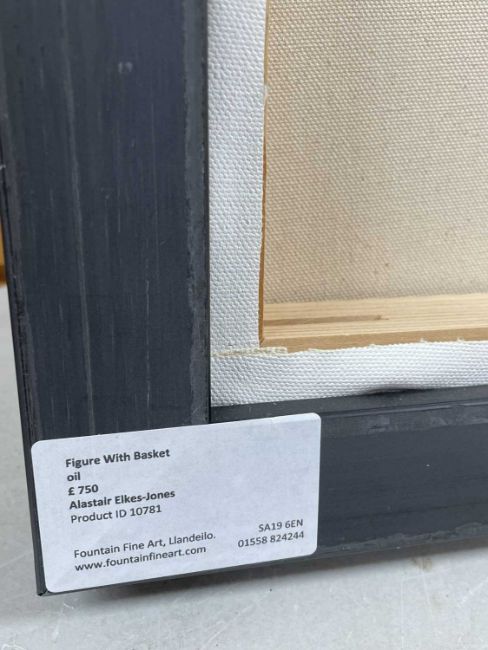 Figure With Basket
oil
£ 750
Alastair Elkes-Jones
Product ID 10781
SA19 6EN
Fountain Fine Art, Llandeilo.
01558 824244
www.fountainfineart.com